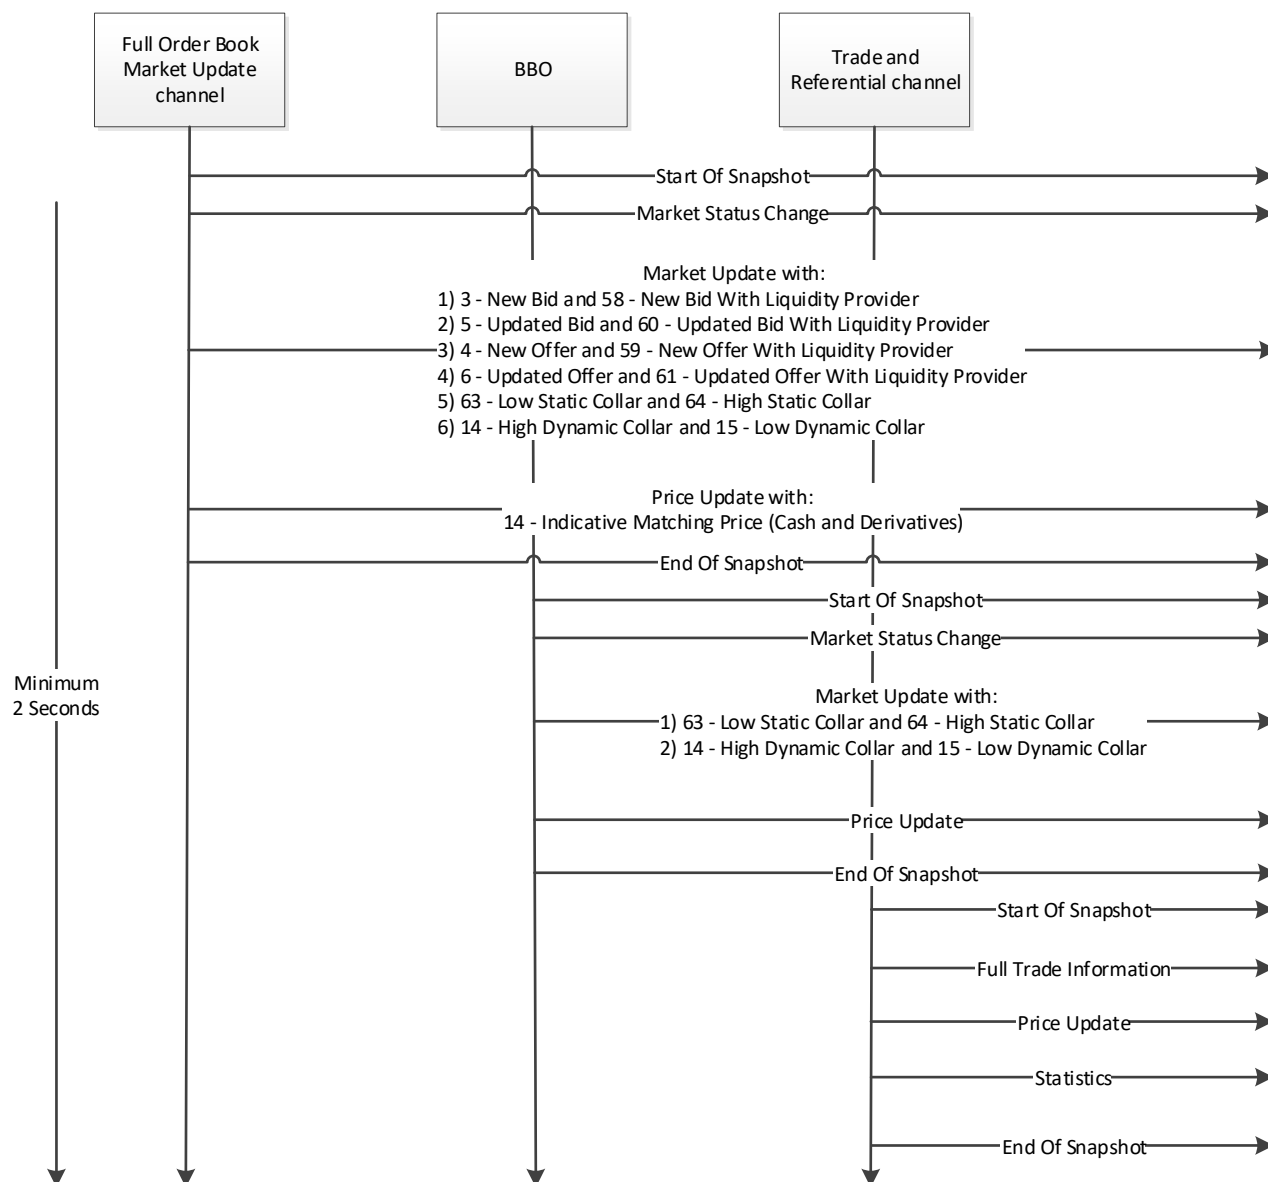 Full Order Book
Market Update
channel
BBO
Trade and
Referential channel
Start Of Snapshot
Market Status Change
Market Update with:
1) 3 - New Bid and 58 - New Bid With Liquidity Provider
2) 5 - Updated Bid and 60 - Updated Bid With Liquidity Provider
3) 4 - New Offer and 59 - New Offer With Liquidity Provider
4) 6 - Updated Offer and 61 - Updated Offer With Liquidity Provider
5) 63 - Low Static Collar and 64 - High Static Collar
6) 14 - High Dynamic Collar and 15 - Low Dynamic Collar
Price Update with:
14 - Indicative Matching Price (Cash and Derivatives)
End Of Snapshot
Start Of Snapshot
Market Status Change
Minimum
2 Seconds
Market Update with:
1) 63 - Low Static Collar and 64 - High Static Collar
2) 14 - High Dynamic Collar and 15 - Low Dynamic Collar
Price Update
End Of Snapshot
Start Of Snapshot
Full Trade Information
Price Update
Statistics
End Of Snapshot